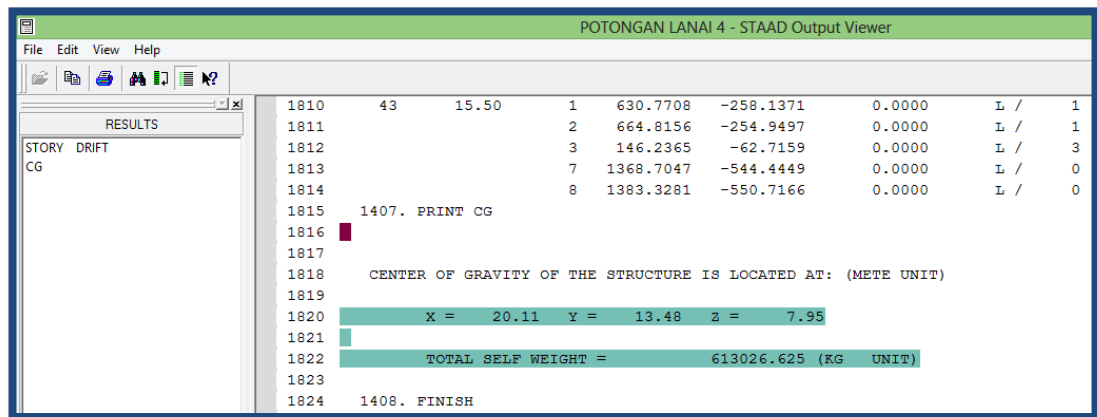 POTONGAN LANAI 4 - STAAD Output Viewer
File Edit View Help
RESULTS
STORY DRIFT
CG
1810 43 15.50 1 630.7708 -258.1371 0.0000 L / 1
1811 2 664.8156 -254.9497 0.0000 L / 1
1812 3 146.2365 -62.7159 0.0000 L / 3
1813 7 1368.7047 -544.4449 0.0000 L / 0
1814 8 1383.3281 -550.7166 0.0000 L / 0
1815 1407. PRINT CG
1816
1817
1818 CENTER OF GRAVITY OF THE STRUCTURE IS LOCATED AT: (METE UNIT)
1819
1820 X = 20.11 Y = 13.48 Z = 7.95
1821
1822 TOTAL SELF WEIGHT = 613026.625 (KG UNIT)
1823
1824 1408. FINISH